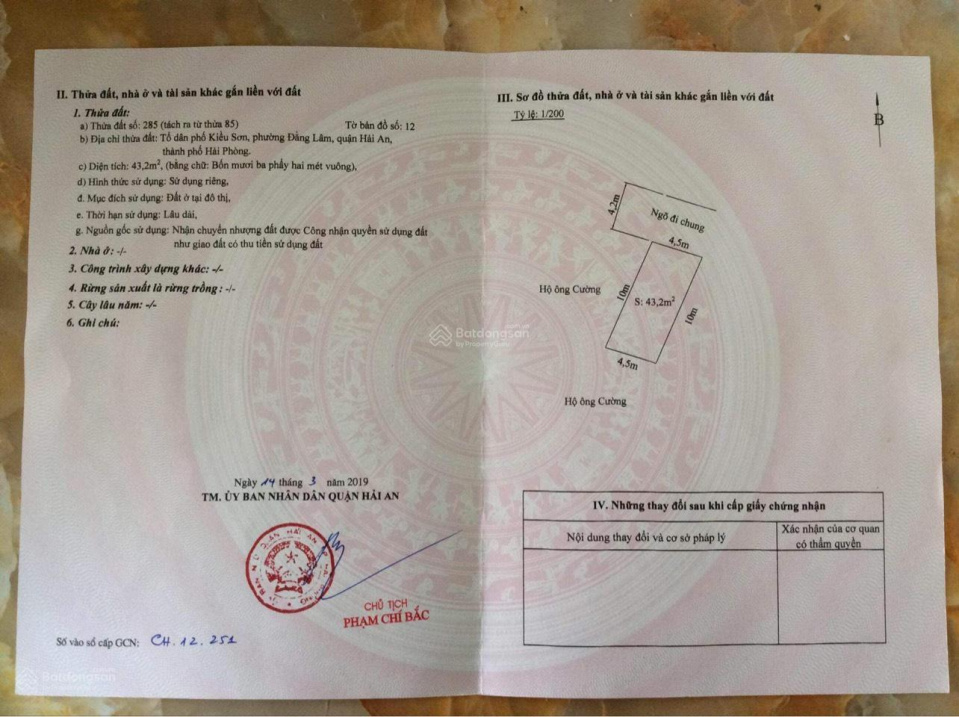 II. Thửa đất, nhà ở và tài sản khác gắn liền với đất
1. Thửa đất:
a) Thửa đất số: 285 (tách ra từ thửa 85) Tờ bản đồ số: 12
b) Địa chỉ thửa đất: Tổ dân phố Kiều Sơn, phường Đằng Lâm, quận Hải An,
thành phố Hải Phòng.
c) Diện tích: 43,2m², (bằng chữ: Bốn mươi ba phẩy hai mét vuông),
d) Hình thức sử dụng: Sử dụng riêng,
đ. Mục đích sử dụng: Đất ở tại đô thị,
e. Thời hạn sử dụng: Lâu dài,
g. Nguồn gốc sử dụng: Nhận chuyển nhượng đất được Công nhận quyền sử dụng đất
như giao đất có thu tiền sử dụng đất
2. Nhà ở: -/-
3. Công trình xây dựng khác: -/-
4. Rừng sản xuất là rừng trồng: -/-
5. Cây lâu năm: -/-
6. Ghi chú:
Ngày 14 tháng 3 năm 2019
TM. ỦY BAN NHÂN DÂN QUẬN HẢI AN
CHỦ TỊCH
PHẠM CHÍ BẮC
Số vào sổ cấp GCN: CH.12.251
III. Sơ đồ thửa đất, nhà ở và tài sản khác gắn liền với đất
Tỷ lệ: 1/200
B
4,2m
Ngõ đi chung
4,5m
Hộ ông Cường
10m
S: 43,2m²
10m
4,5m
Hộ ông Cường
IV. Những thay đổi sau khi cấp giấy chứng nhận
Nội dung thay đổi và cơ sở pháp lý
Xác nhận của cơ quan
có thẩm quyền
Batdongsan
by PropertyGuru
Batdongsan